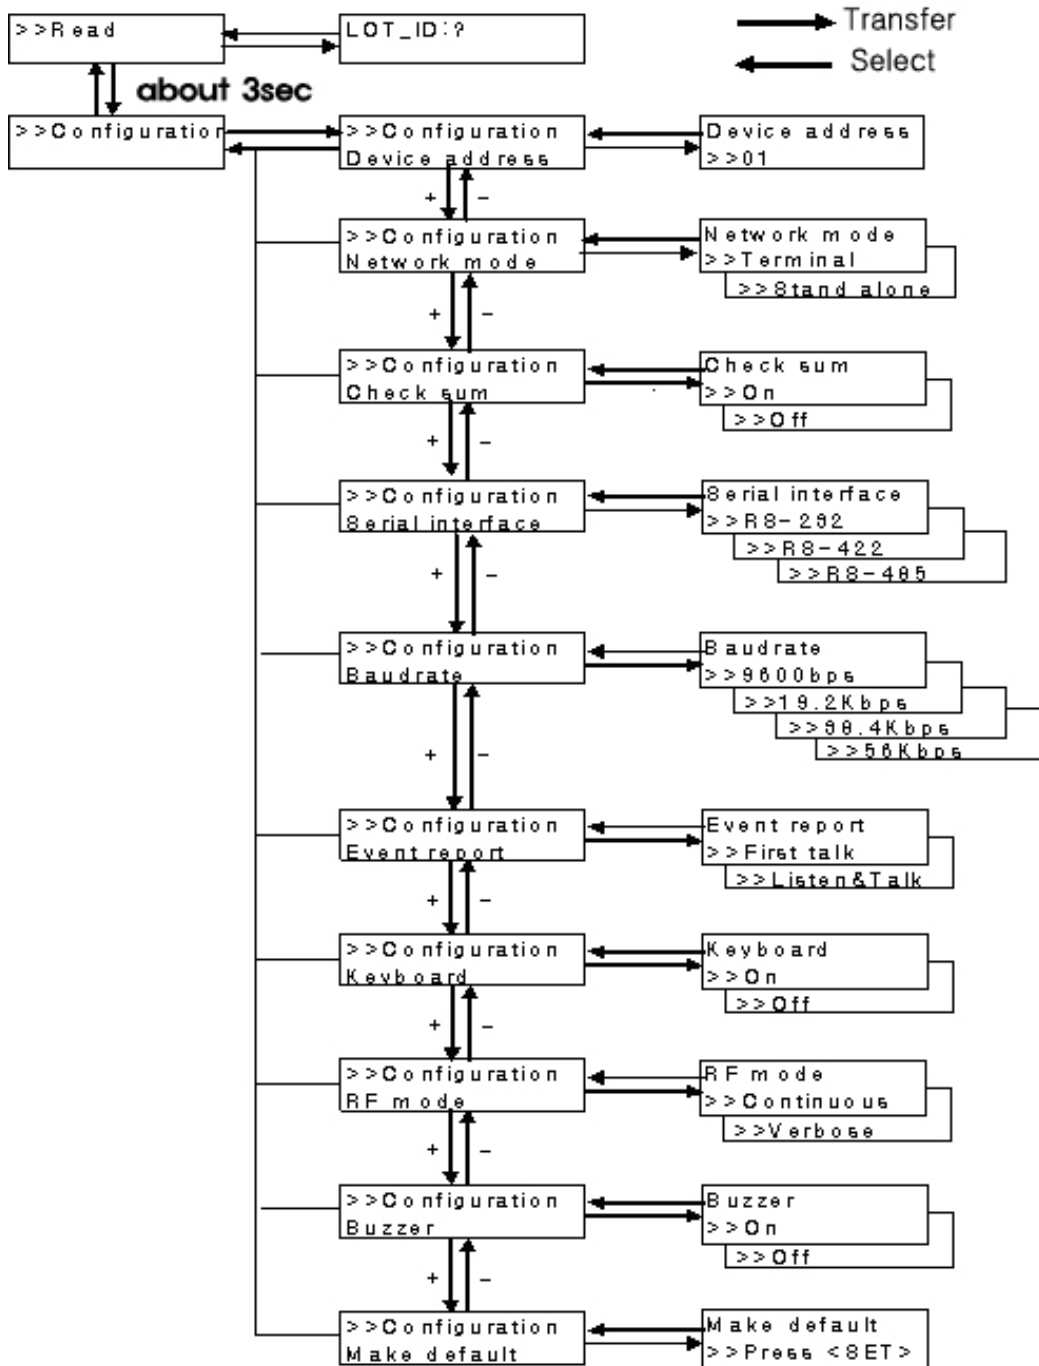 >>Read
LOT_ID:?
Transfer
Select
about 3sec
>>Configuration
>>Configuration
Device address
Device address
>>01
+ −
>>Configuration
Network mode
Network mode
>>Terminal
>>Stand alone
+ −
>>Configuration
Check sum
Check sum
>>On
>>Off
+ −
>>Configuration
Serial interface
Serial interface
>>RS-232
>>RS-422
>>RS-485
+ −
>>Configuration
Baudrate
Baudrate
>>9600bps
>>19.2Kbps
>>38.4Kbps
>>56Kbps
+ −
>>Configuration
Event report
Event report
>>First talk
>>Listen&Talk
+ −
>>Configuration
Keyboard
Keyboard
>>On
>>Off
+ −
>>Configuration
RF mode
RF mode
>>Continuous
>>Verbose
+ −
>>Configuration
Buzzer
Buzzer
>>On
>>Off
+ −
>>Configuration
Make default
Make default
>>Press <SET>